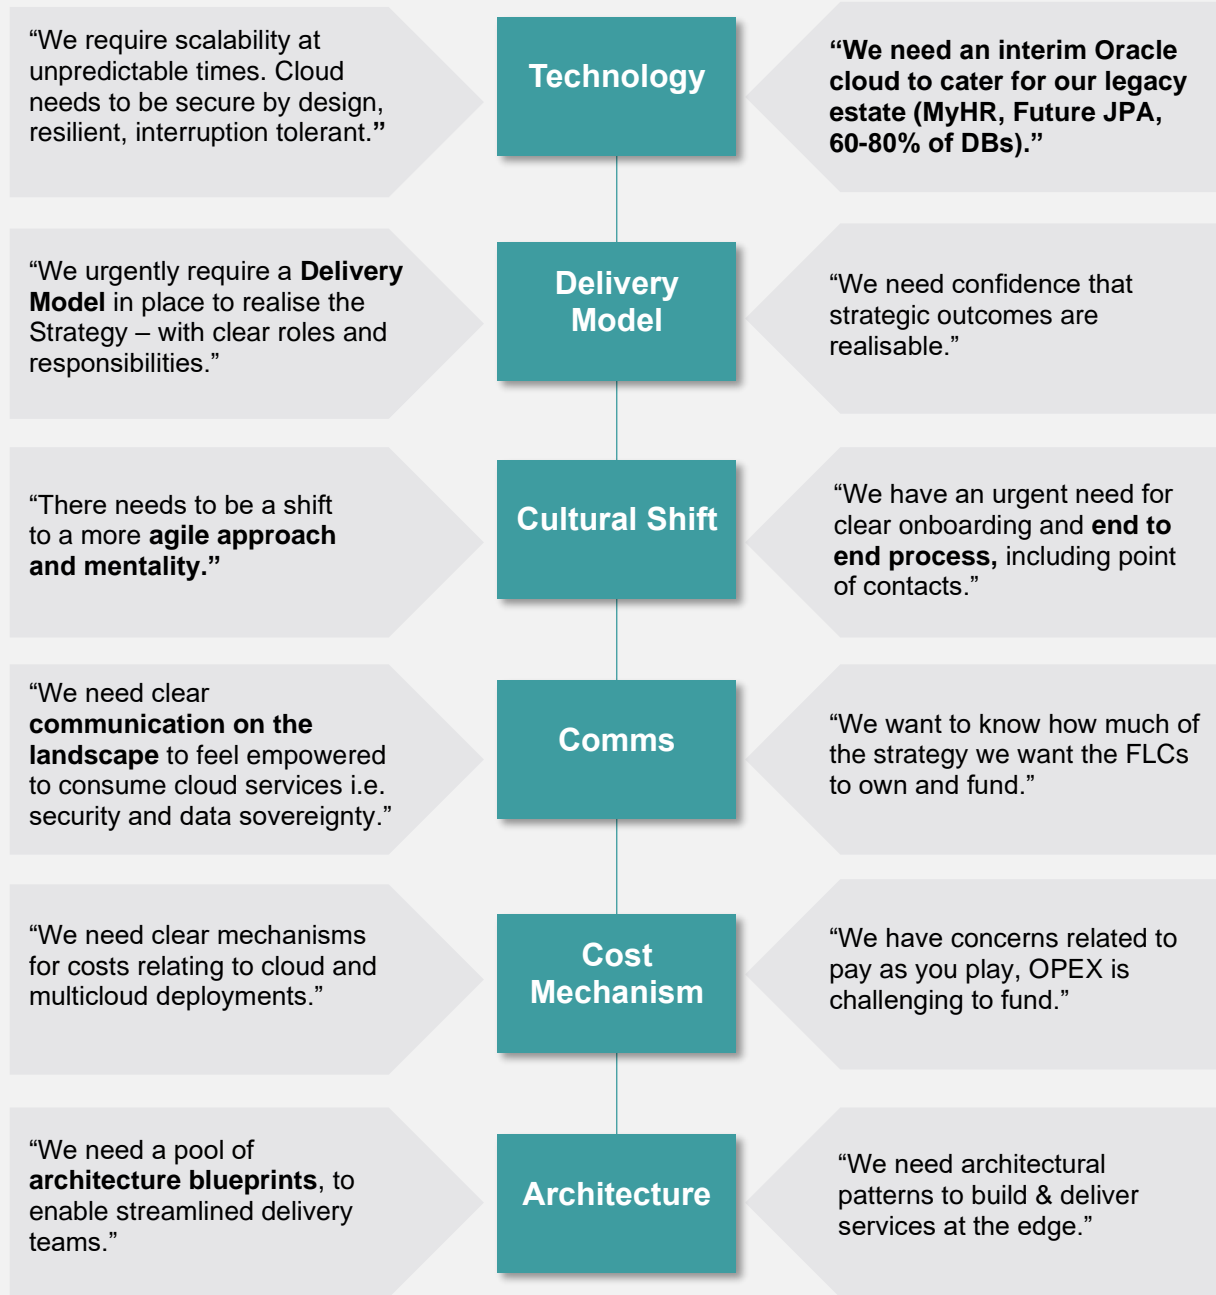 “We require scalability at
unpredictable times. Cloud
needs to be secure by design,
resilient, interruption tolerant.”
Technology
“We need an interim Oracle
cloud to cater for our legacy
estate (MyHR, Future JPA,
60-80% of DBs).”
“We urgently require a Delivery
Model in place to realise the
Strategy – with clear roles and
responsibilities.”
Delivery
Model
“We need confidence that
strategic outcomes are
realisable.”
“There needs to be a shift
to a more agile approach
and mentality.”
Cultural Shift
“We have an urgent need for
clear onboarding and end to
end process, including point
of contacts.”
“We need clear
communication on the
landscape to feel empowered
to consume cloud services i.e.
security and data sovereignty.”
Comms
“We want to know how much of
the strategy we want the FLCs
to own and fund.”
“We need clear mechanisms
for costs relating to cloud and
multicloud deployments.”
Cost
Mechanism
“We have concerns related to
pay as you play, OPEX is
challenging to fund.”
“We need a pool of
architecture blueprints, to
enable streamlined delivery
teams.”
Architecture
“We need architectural
patterns to build & deliver
services at the edge.”